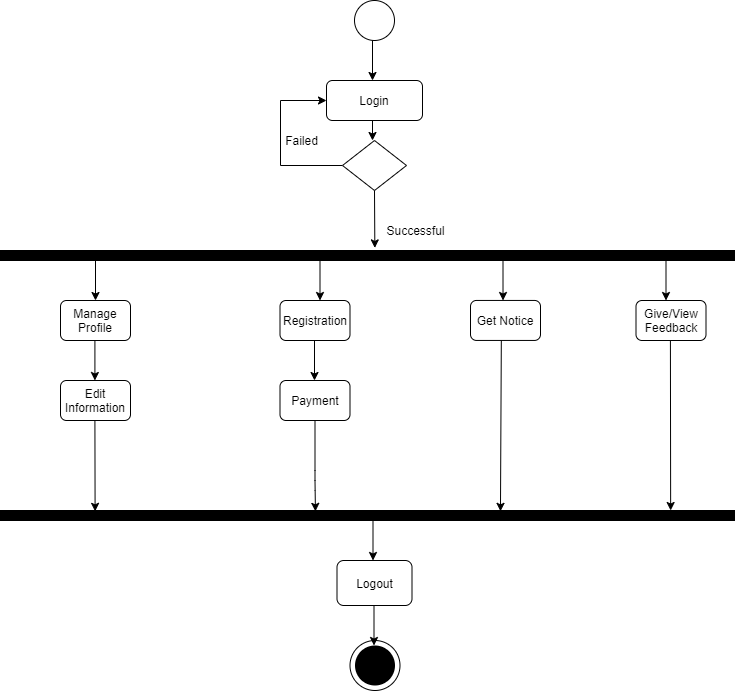 Login
Failed
Successful
Manage
Profile
Registration
Get Notice
Give/View
Feedback
Edit
Information
Payment
Logout